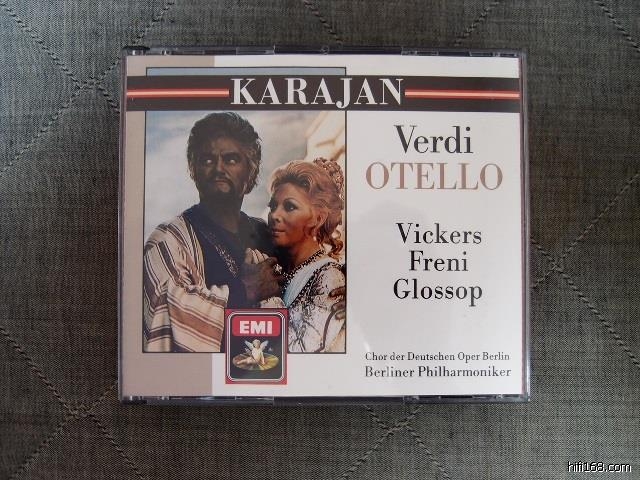 KARAJAN
Verdi
OTELLO
Vickers
Freni
Glossop
EMI
Chor der Deutschen Oper Berlin
Berliner Philharmoniker
hifi168.com